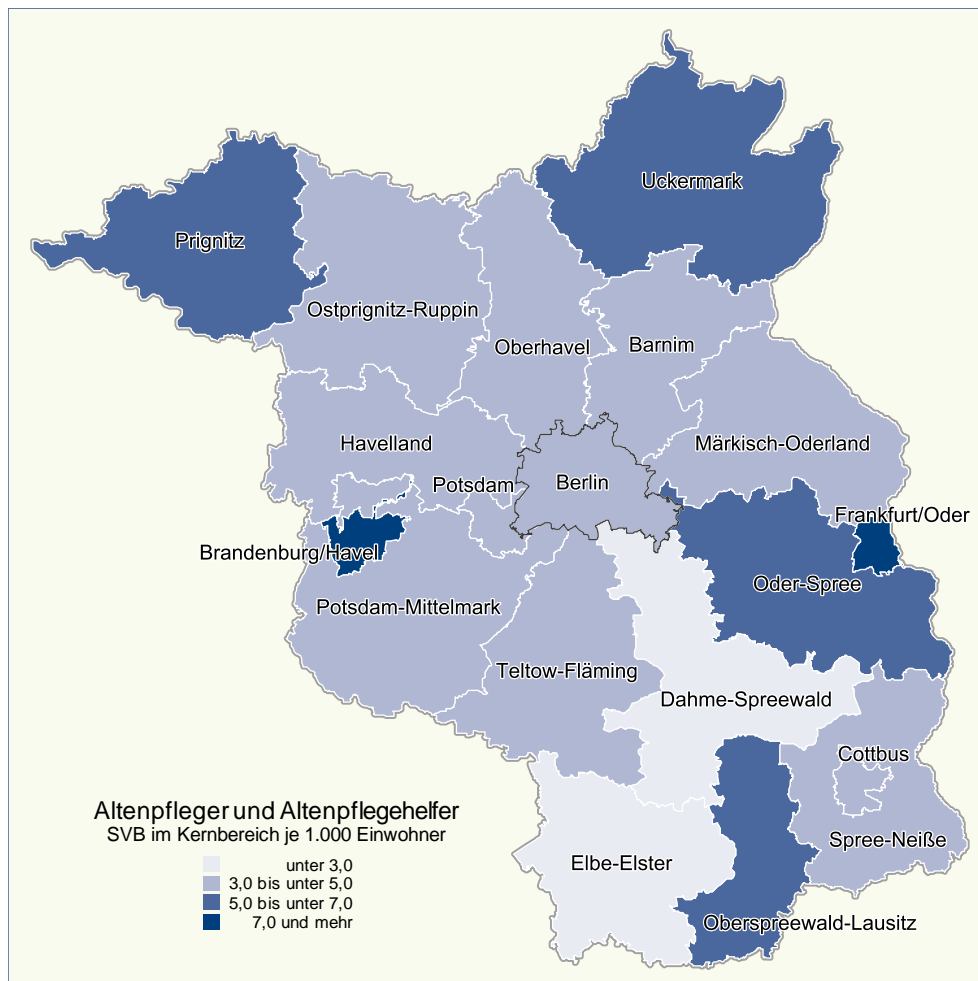 Uckermark
Prignitz
Ostprignitz-Ruppin
Oberhavel
Barnim
Havelland
Märkisch-Oderland
Potsdam
Berlin
Frankfurt/Oder
Brandenburg/Havel
Oder-Spree
Potsdam-Mittelmark
Teltow-Fläming
Dahme-Spreewald
Cottbus
Altenpfleger und Altenpflegehelfer
SVB im Kernbereich je 1.000 Einwohner
Spree-Neiße
Elbe-Elster
unter 3,0
3,0 bis unter 5,0
5,0 bis unter 7,0
7,0 und mehr
Oberspreewald-Lausitz